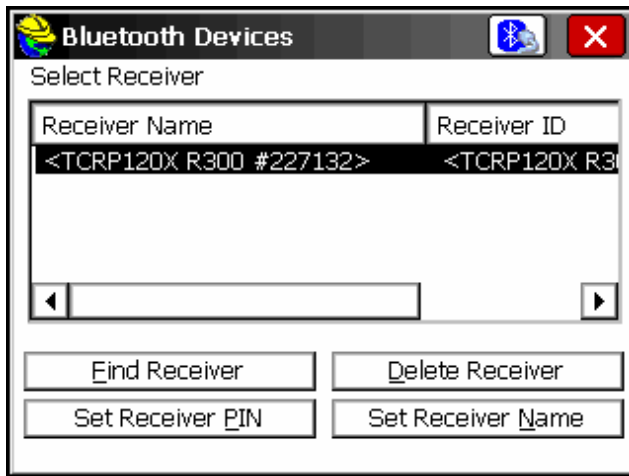 Bluetooth Devices
Select Receiver
Receiver Name Receiver ID
<TCRP120X R300 #227132> <TCRP120X R3
Find Receiver Delete Receiver
Set Receiver PIN Set Receiver Name